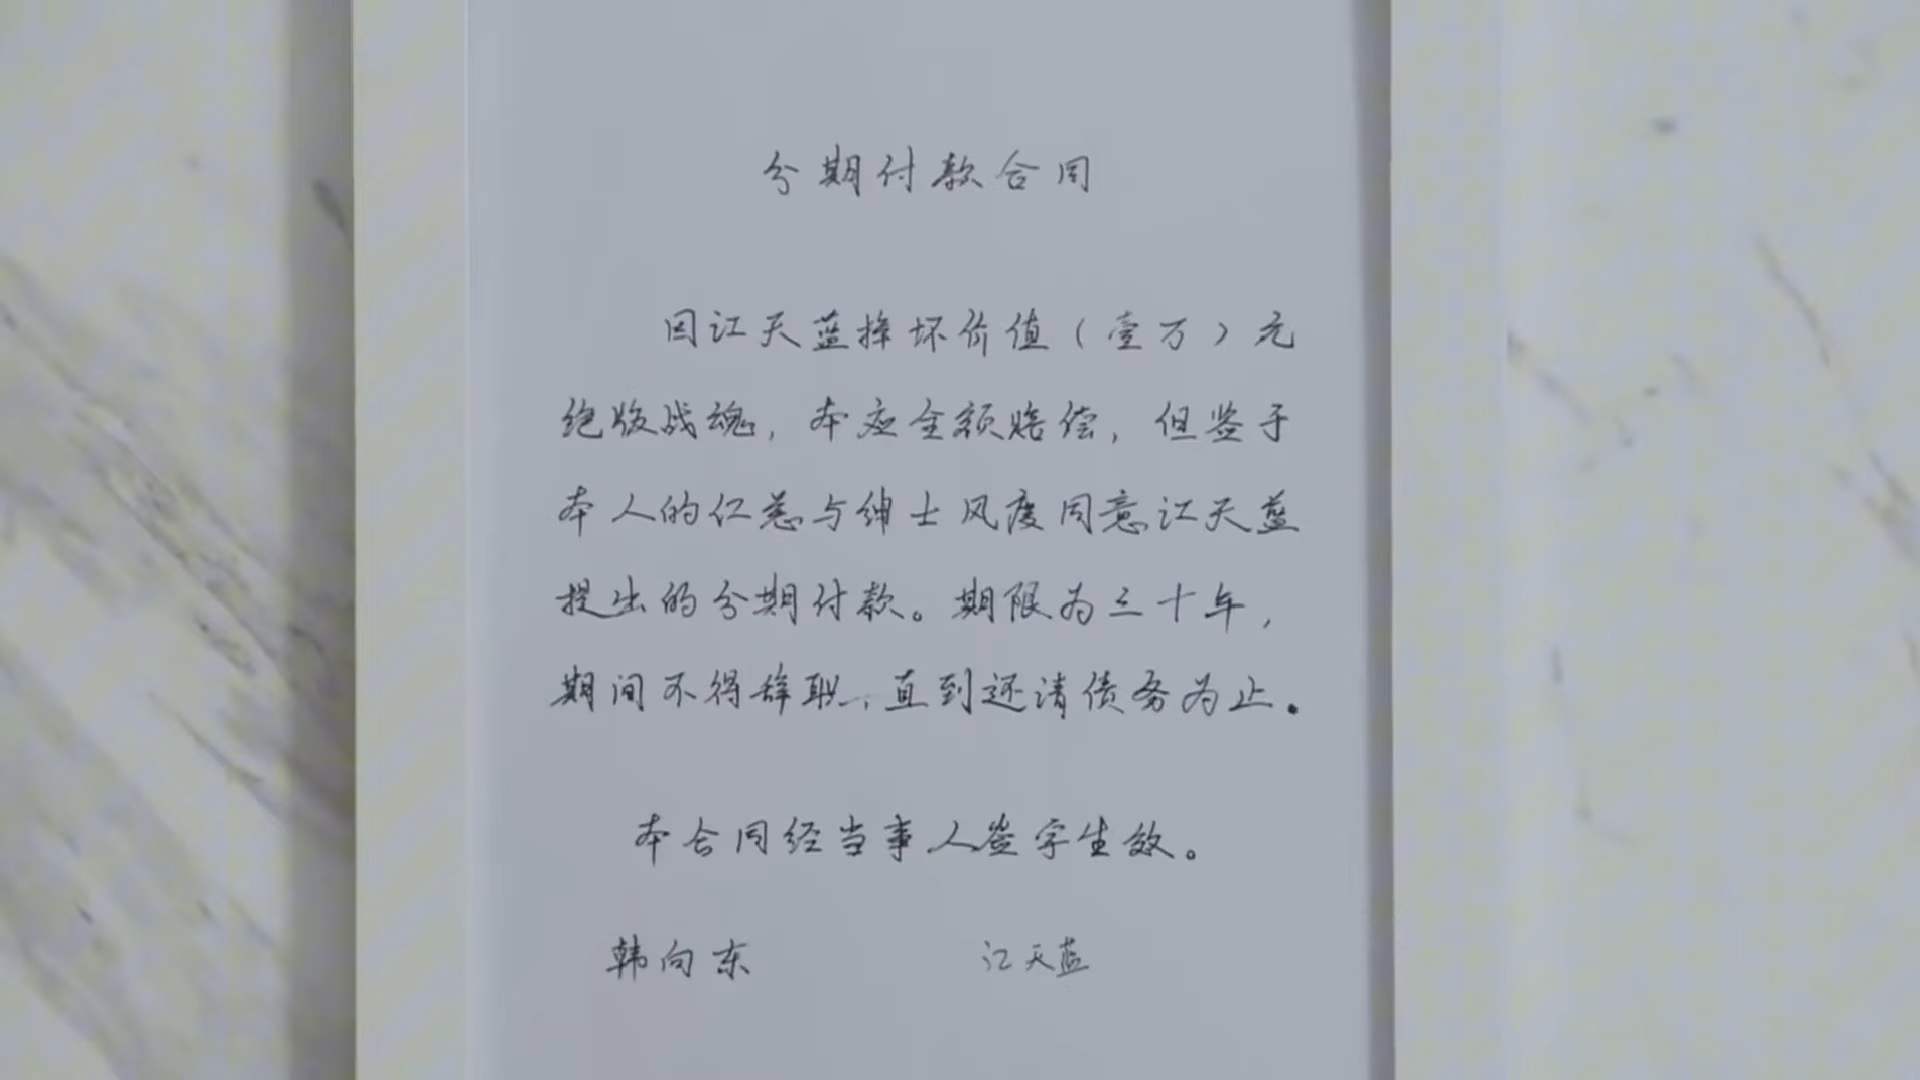 分期付款合同
因江天蓝摔坏价值（壹万）元
绝版战魂，本应全额赔偿，但鉴于
本人的仁慈与绅士风度同意江天蓝
提出的分期付款。期限为三十年，
期间不得辞职，直到还清债务为止。
本合同经当事人签字生效。
韩向东 江天蓝